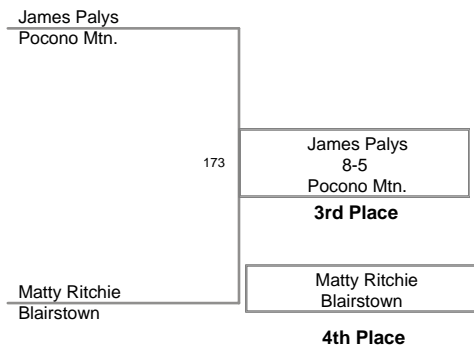 James Palys
Pocono Mtn.
173
James Palys
8-5
Pocono Mtn.
3rd Place
Matty Ritchie
Blairstown
Matty Ritchie
Blairstown
4th Place